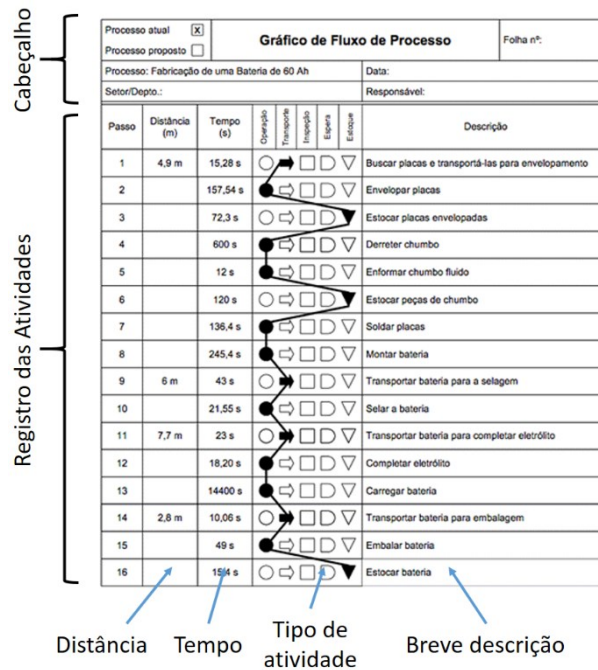 Cabeçalho
Processo atual X
Processo proposto
Gráfico de Fluxo de Processo
Folha nº:
Processo: Fabricação de uma Bateria de 60 Ah
Data:
Setor/Depto.:
Responsável:
Registro das Atividades
Passo Distância (m) Tempo (s) Operação Transporte Inspeção Espera Estoque Descrição
1 4,9 m 15,28 s Buscar placas e transportá-las para envelopamento
2 157,54 s Envelopar placas
3 72,3 s Estocar placas envelopadas
4 600 s Derreter chumbo
5 12 s Enformar chumbo fluido
6 120 s Estocar peças de chumbo
7 136,4 s Soldar placas
8 245,4 s Montar bateria
9 6 m 43 s Transportar bateria para a selagem
10 21,55 s Selar a bateria
11 7,7 m 23 s Transportar bateria para completar eletrólito
12 18,20 s Completar eletrólito
13 14400 s Carregar bateria
14 2,8 m 10,06 s Transportar bateria para embalagem
15 49 s Embalar bateria
16 15,4 s Estocar bateria
Distância Tempo Tipo de atividade Breve descrição